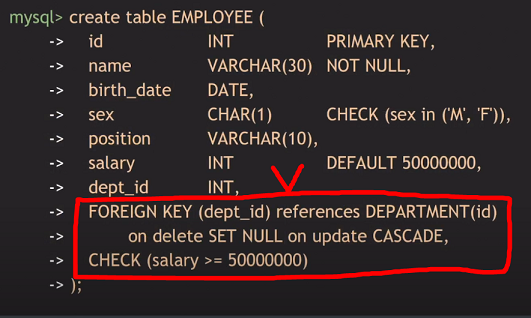 mysql> create table EMPLOYEE (
-> id INT PRIMARY KEY,
-> name VARCHAR(30) NOT NULL,
-> birth_date DATE,
-> sex CHAR(1) CHECK (sex in ('M', 'F')),
-> position VARCHAR(10),
-> salary INT DEFAULT 50000000,
-> dept_id INT,
-> FOREIGN KEY (dept_id) references DEPARTMENT(id)
-> on delete SET NULL on update CASCADE,
-> CHECK (salary >= 50000000)
-> );